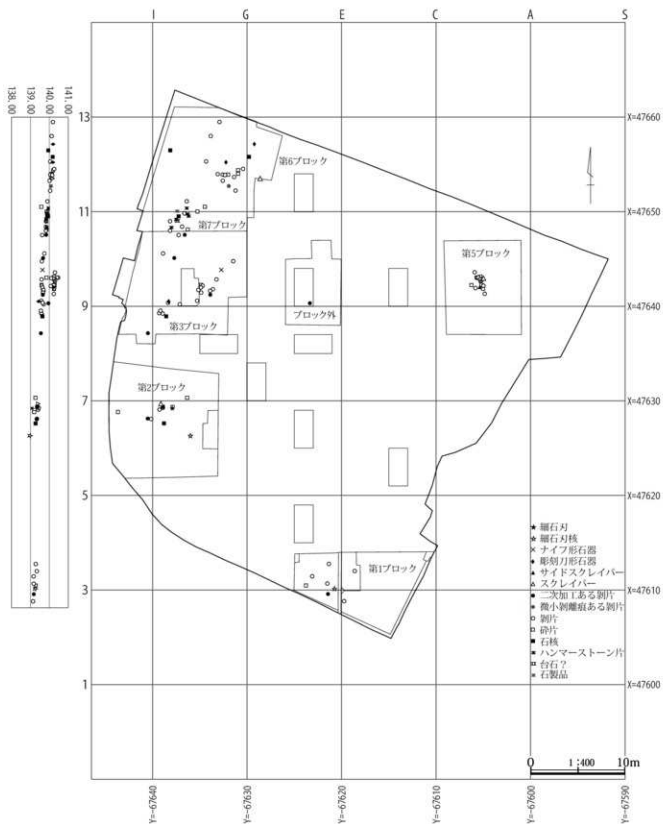 I G E C A S
138.00
139.00
140.00
141.00
13
11
9
7
5
3
1
X=47660
X=47650
X=47640
X=47630
X=47620
X=47610
X=47600
第6ブロック
第7ブロック
第5ブロック
ブロック外
第3ブロック
第2ブロック
第1ブロック
細石刃
細石刃核
ナイフ形石器
彫刻刀形石器
サイドスクレイパー
スクレイパー
二次加工ある剝片
微小剝離痕ある剝片
剝片
砕片
石核
ハンマーストーン片
台石?
石製品
0 1:400 10m
Y=-67640
Y=-67630
Y=-67620
Y=-67610
Y=-67600
Y=-67590